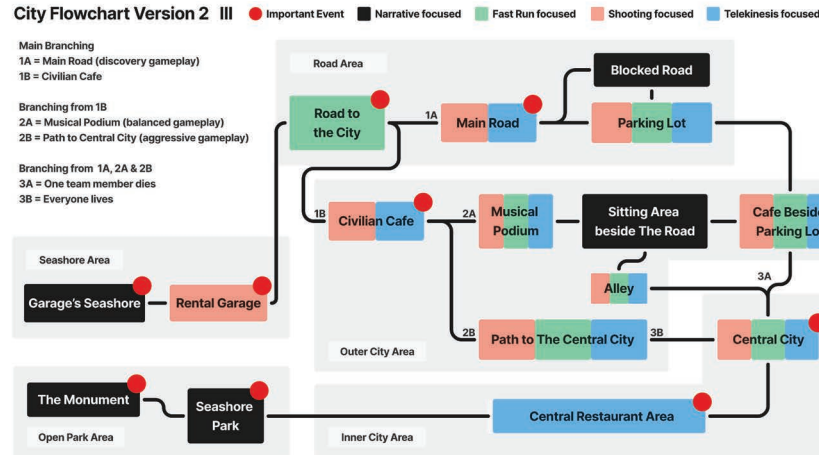 City Flowchart Version 2 III
Important Event
Narrative focused
Fast Run focused
Shooting focused
Telekinesis focused
Main Branching
1A = Main Road (discovery gameplay)
1B = Civilian Cafe
Branching from 1B
2A = Musical Podium (balanced gameplay)
2B = Path to Central City (aggressive gameplay)
Branching from 1A, 2A & 2B
3A = One team member dies
3B = Everyone lives
Road Area
Road to
the City
1A
Main Road
Blocked Road
Parking Lot
1B
Civilian Cafe
2A
Musical
Podium
Sitting Area
beside The Road
Cafe Beside
Parking Lo
Seashore Area
Garage's Seashore
Rental Garage
Alley
3A
2B
Path to The Central City
3B
Central City
Outer City Area
The Monument
Seashore
Park
Central Restaurant Area
Open Park Area
Inner City Area